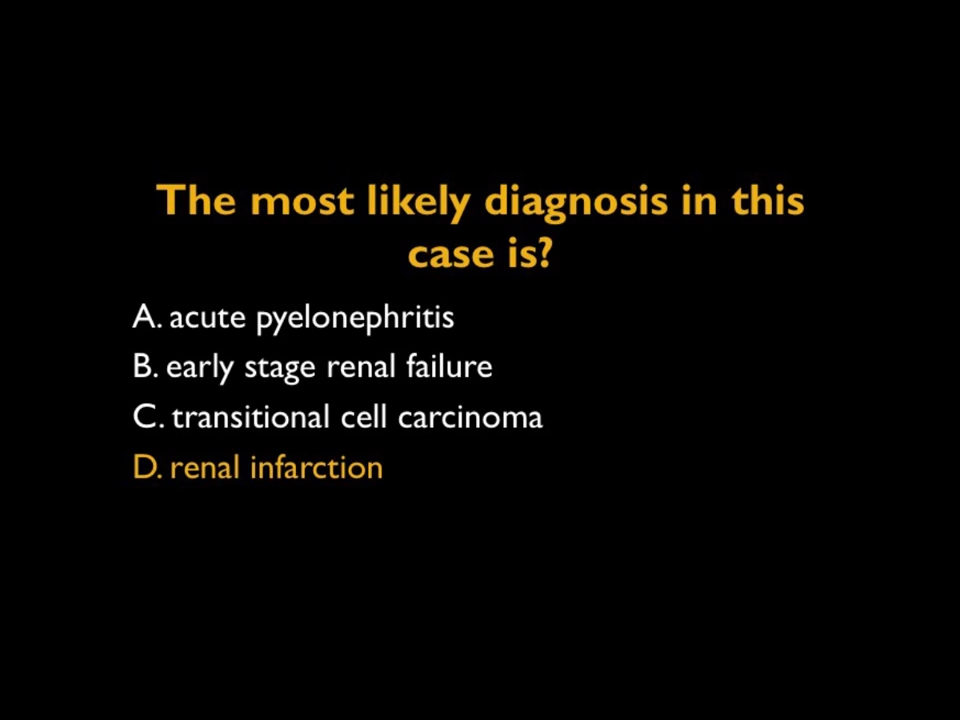 The most likely diagnosis in this
case is?
A. acute pyelonephritis
B. early stage renal failure
C. transitional cell carcinoma
D. renal infarction